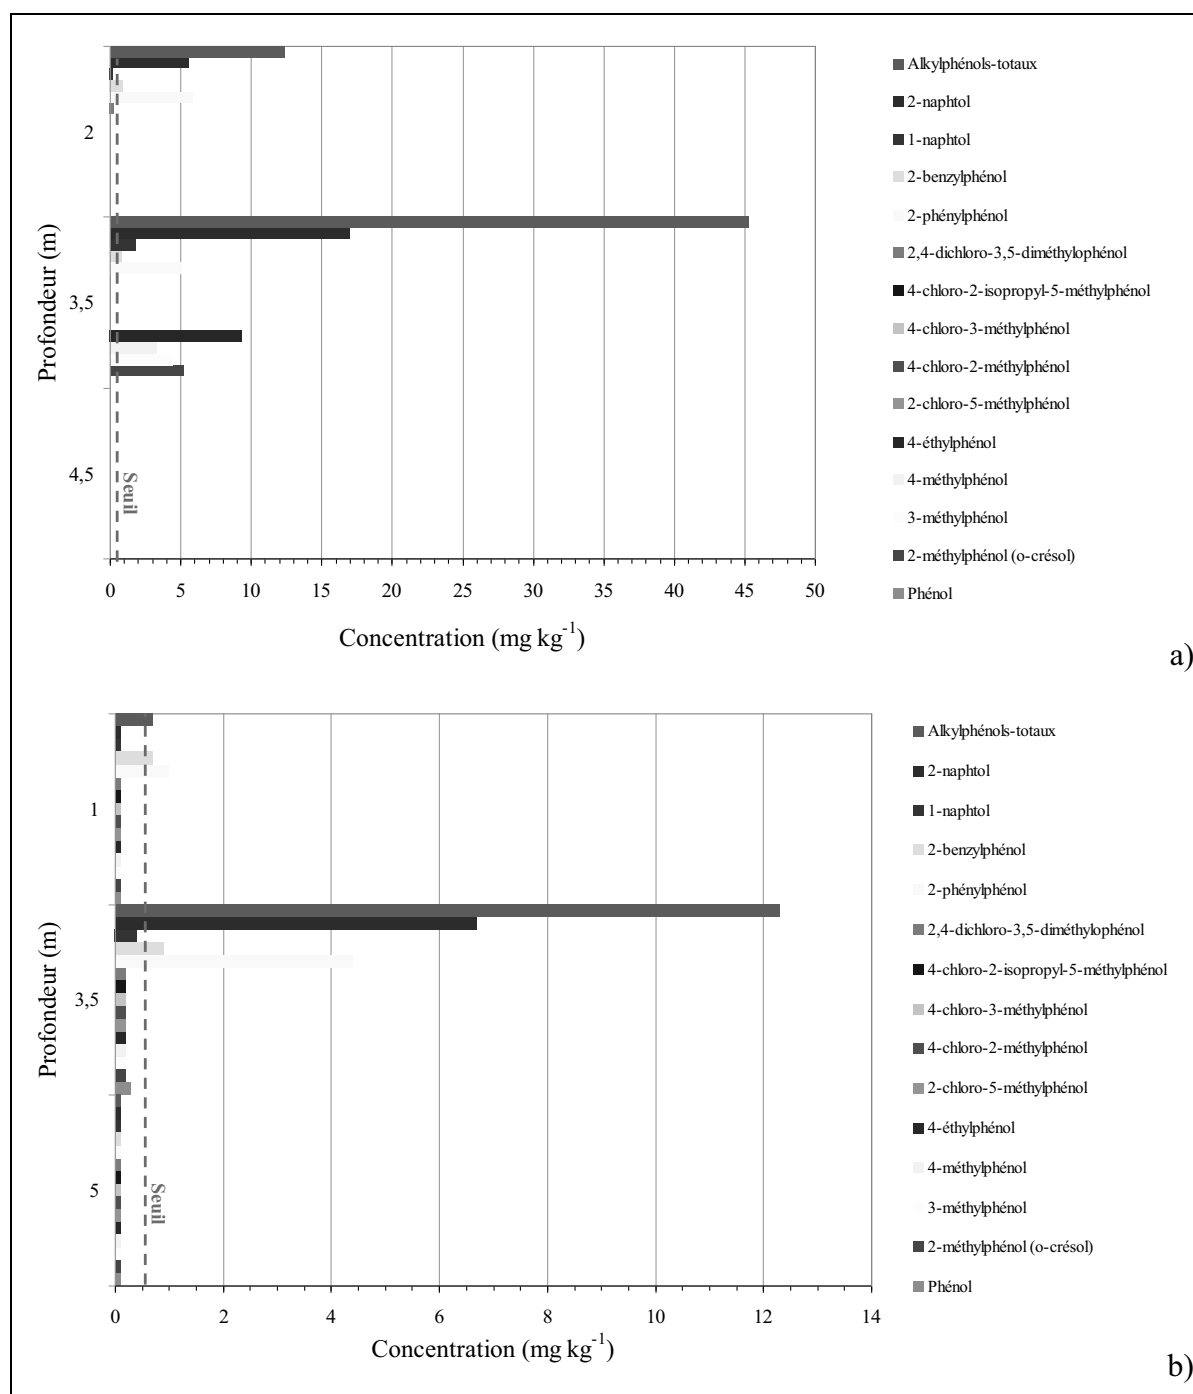 Alkylphénols-totaux
2-naphtol
1-naphtol
2-benzylphénol
2-phénylphénol
2,4-dichloro-3,5-diméthylophénol
4-chloro-2-isopropyl-5-méthylphénol
4-chloro-3-méthylphénol
4-chloro-2-méthylphénol
2-chloro-5-méthylphénol
4-éthylphénol
4-méthylphénol
3-méthylphénol
2-méthylphénol (o-crésol)
Phénol
Profondeur (m)
2
3,5
4,5
Seuil
0 5 10 15 20 25 30 35 40 45 50
Concentration (mg kg⁻¹)
a)
Alkylphénols-totaux
2-naphtol
1-naphtol
2-benzylphénol
2-phénylphénol
2,4-dichloro-3,5-diméthylophénol
4-chloro-2-isopropyl-5-méthylphénol
4-chloro-3-méthylphénol
4-chloro-2-méthylphénol
2-chloro-5-méthylphénol
4-éthylphénol
4-méthylphénol
3-méthylphénol
2-méthylphénol (o-crésol)
Phénol
Profondeur (m)
1
3,5
5
Seuil
0 2 4 6 8 10 12 14
Concentration (mg kg⁻¹)
b)